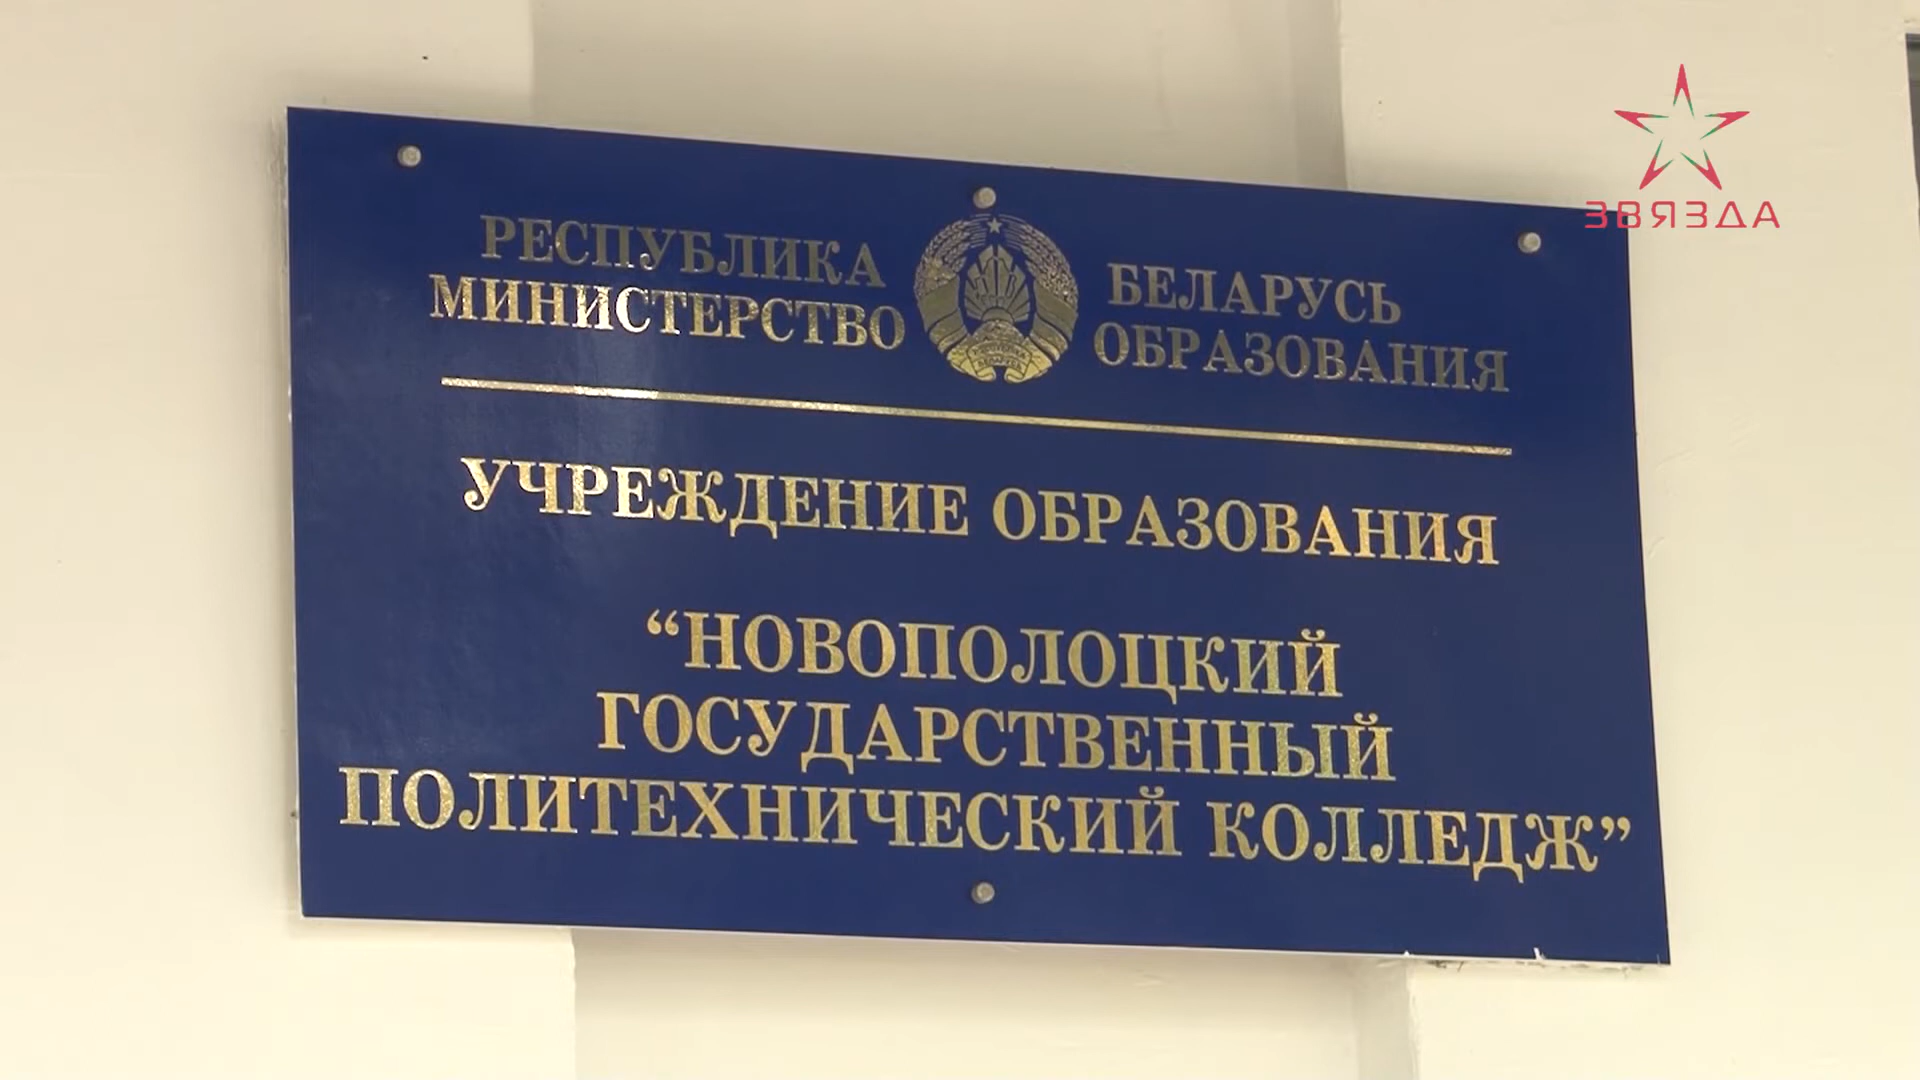 ЗВЯЗДА
РЕСПУБЛИКА БЕЛАРУСЬ
МИНИСТЕРСТВО ОБРАЗОВАНИЯ
УЧРЕЖДЕНИЕ ОБРАЗОВАНИЯ
“НОВОПОЛОЦКИЙ
ГОСУДАРСТВЕННЫЙ
ПОЛИТЕХНИЧЕСКИЙ КОЛЛЕДЖ”